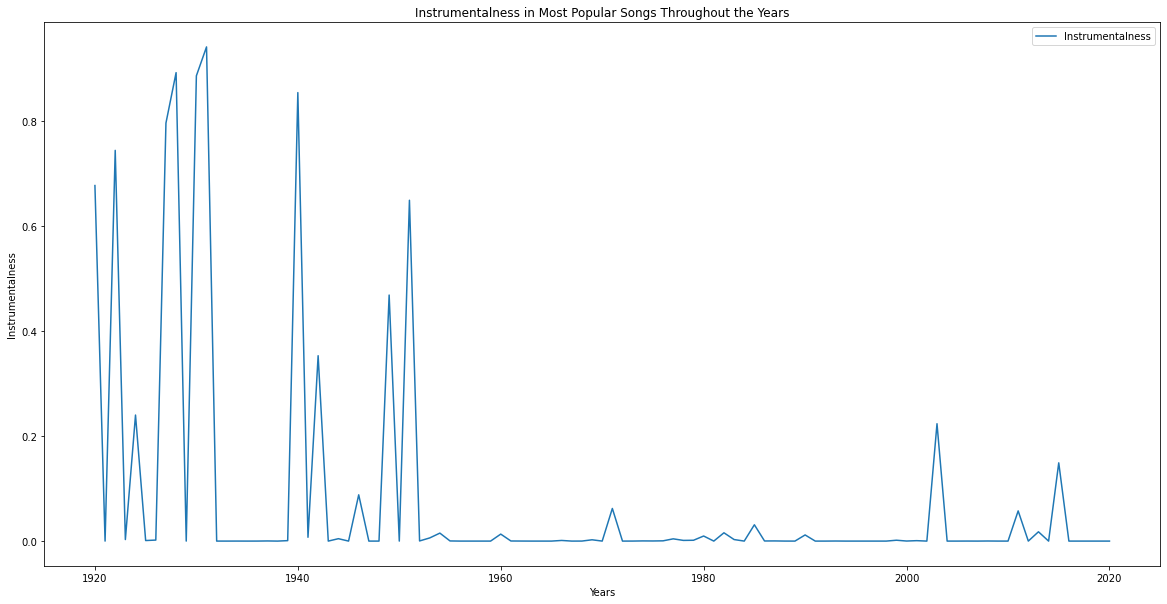 Instrumentalness in Most Popular Songs Throughout the Years
Instrumentalness
Instrumentalness
0.8
0.6
0.4
0.2
0.0
1920
1940
1960
1980
2000
2020
Years